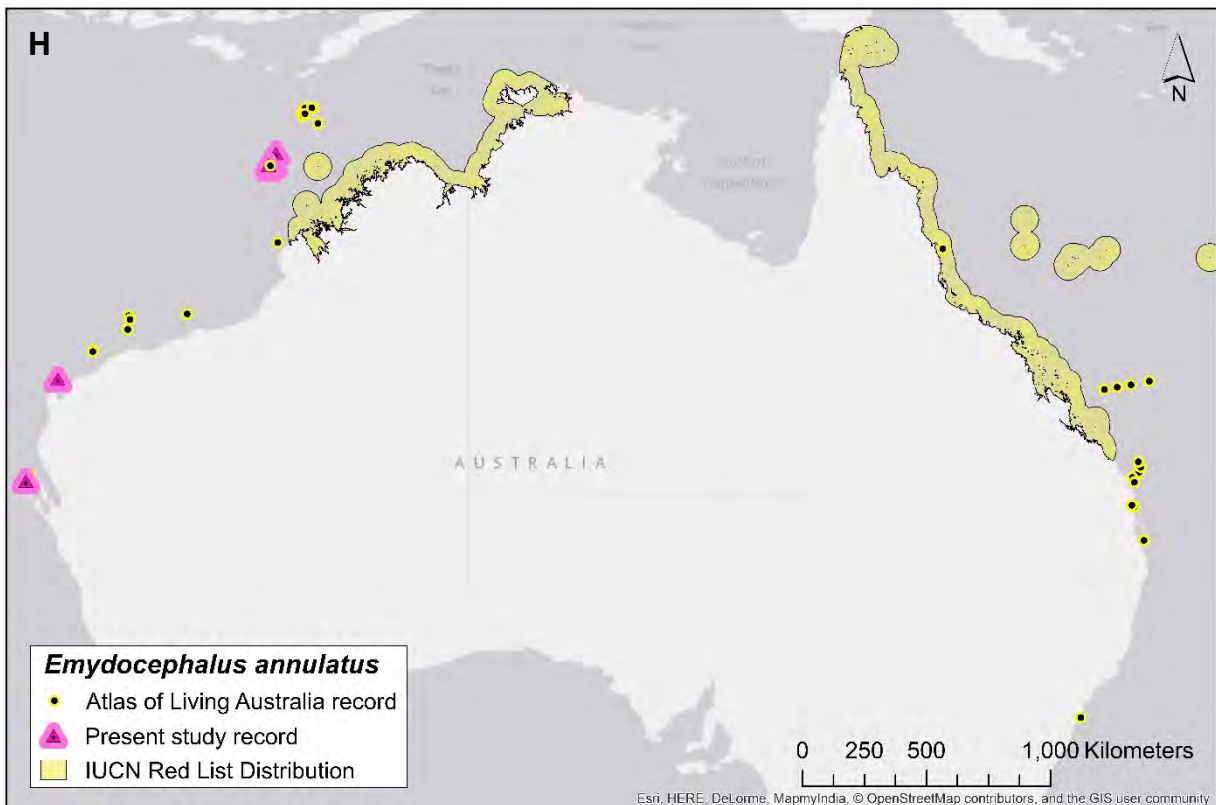 H
N
AUSTRALIA
Emydocephalus annulatus
Atlas of Living Australia record
Present study record
IUCN Red List Distribution
0 250 500 1,000 Kilometers
Esri, HERE, DeLorme, MapmyIndia, © OpenStreetMap contributors, and the GIS user community